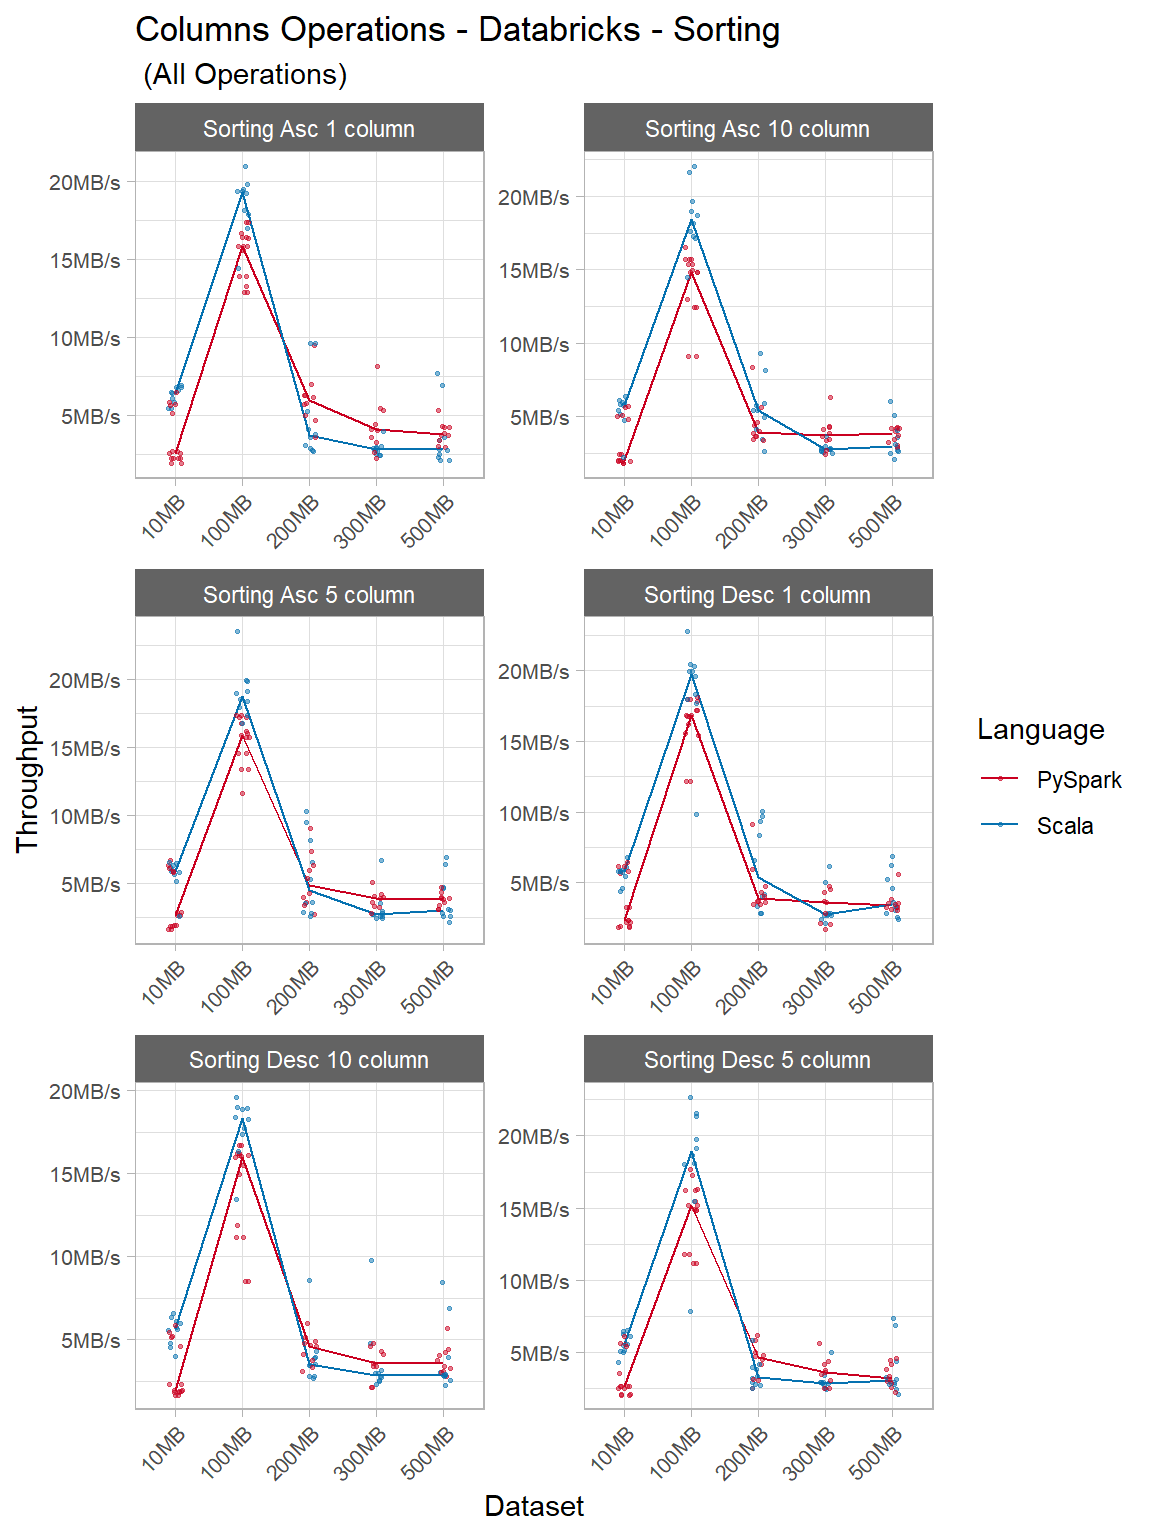 Columns Operations - Databricks - Sorting
(All Operations)
Sorting Asc 1 column
20MB/s
15MB/s
10MB/s
5MB/s
10MB
100MB
200MB
300MB
500MB
Sorting Asc 10 column
20MB/s
15MB/s
10MB/s
5MB/s
10MB
100MB
200MB
300MB
500MB
Sorting Asc 5 column
20MB/s
15MB/s
10MB/s
5MB/s
10MB
100MB
200MB
300MB
500MB
Sorting Desc 1 column
20MB/s
15MB/s
10MB/s
5MB/s
10MB
100MB
200MB
300MB
500MB
Sorting Desc 10 column
20MB/s
15MB/s
10MB/s
5MB/s
10MB
100MB
200MB
300MB
500MB
Sorting Desc 5 column
20MB/s
15MB/s
10MB/s
5MB/s
10MB
100MB
200MB
300MB
500MB
Throughput
Dataset
Language
PySpark
Scala